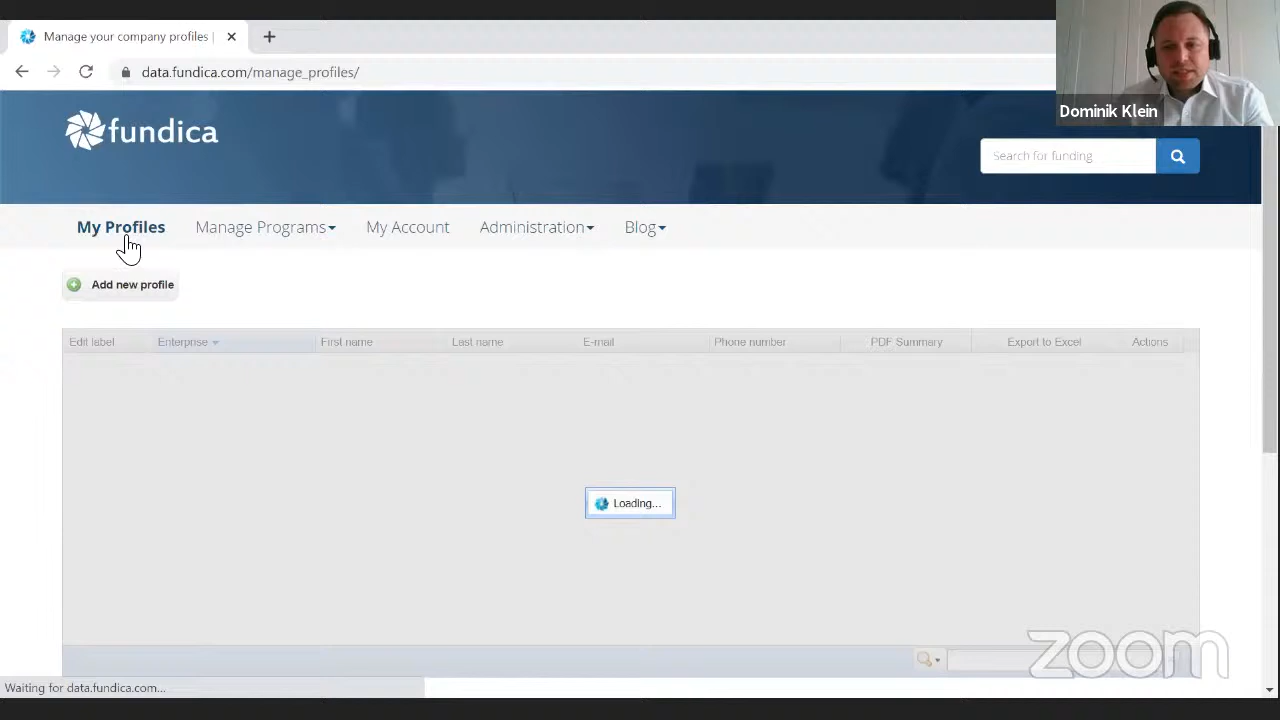 Manage your company profiles |
data.fundica.com/manage_profiles/
Dominik Klein
fundica
Search for funding
My Profiles Manage Programs My Account Administration Blog
Add new profile
Edit label Enterprise First name Last name E-mail Phone number PDF Summary Export to Excel Actions
Loading...
zoom
Waiting for data.fundica.com...